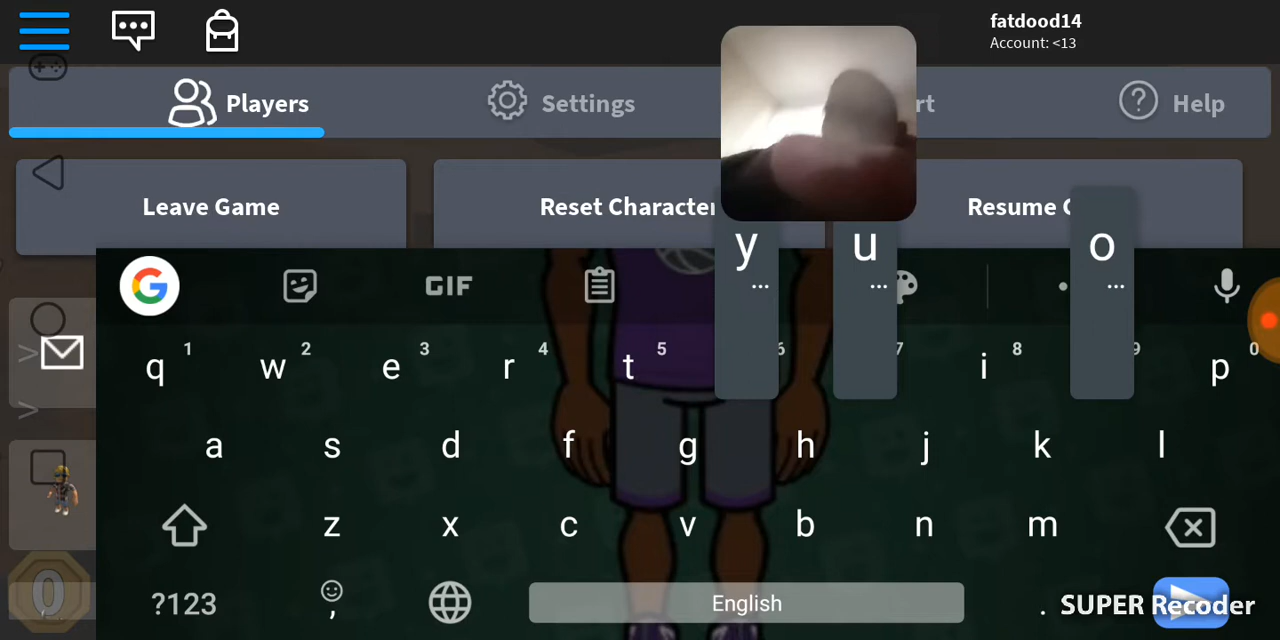 fatdood14
Account: <13
Players
Settings
rt
Help
Leave Game
Reset Character
Resume G
y
u
o
...
...
...
G
GIF
q 1 w 2 e 3 r 4 t 5 6 7 i 8 9 p 0
a s d f g h j k l
z x c v b n m
?123
,
English
.
SUPER Recoder
0